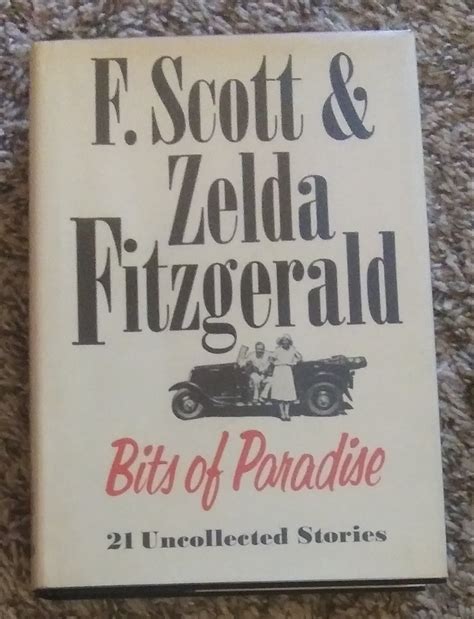 F. Scott &
Zelda
Fitzgerald
Bits of Paradise
21 Uncollected Stories